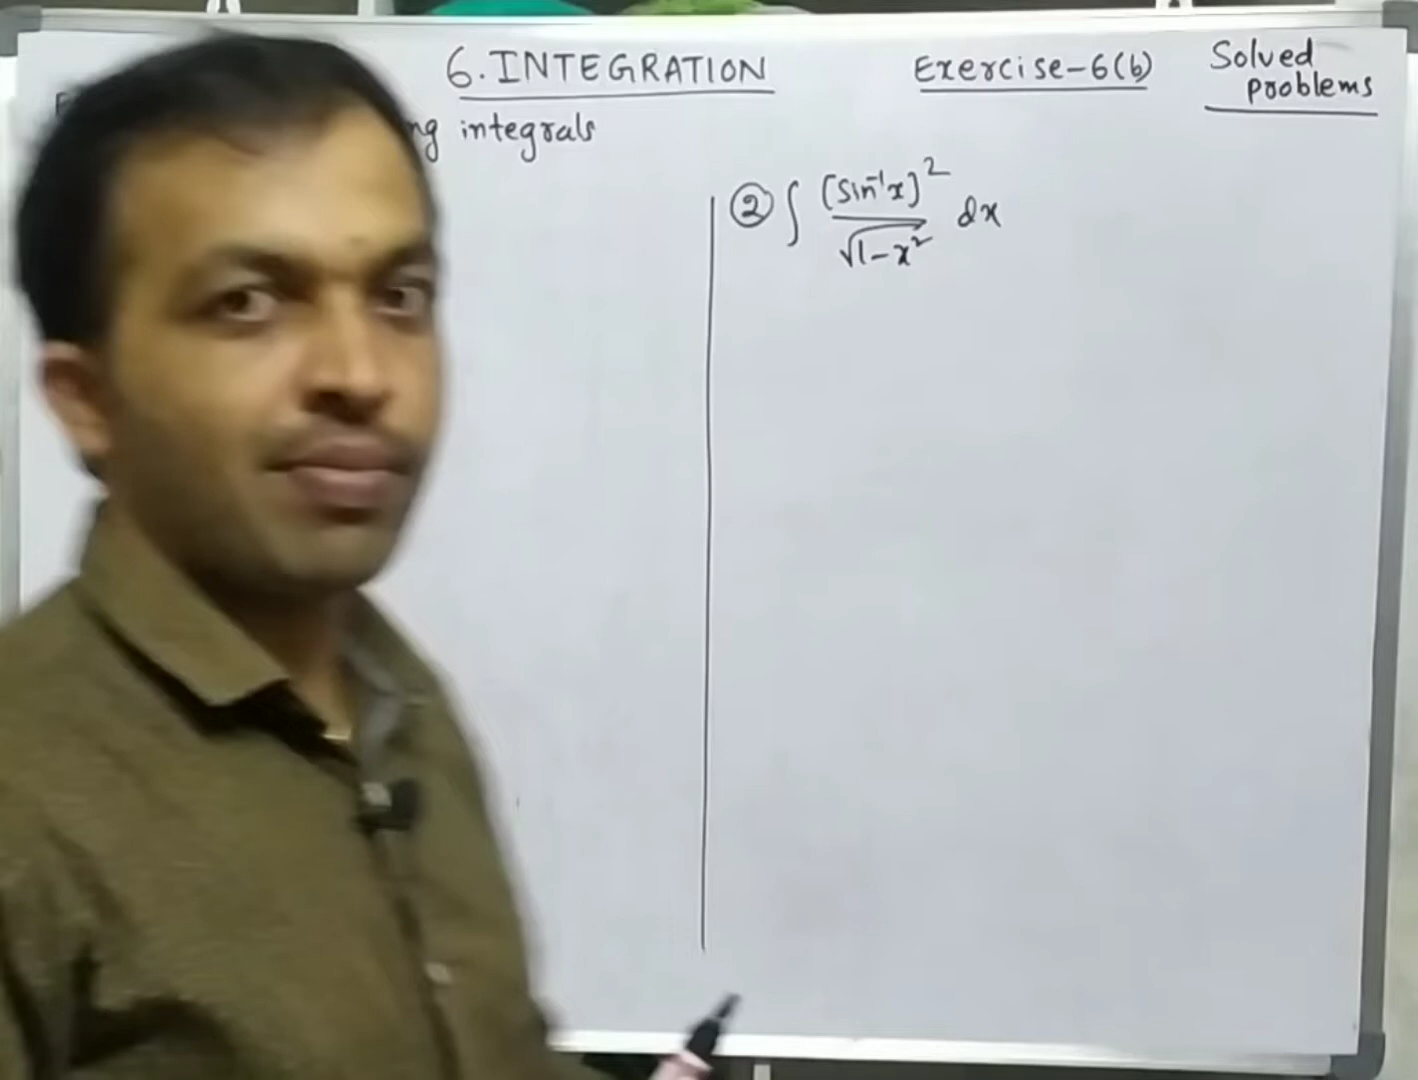 6. INTEGRATION
Exercise-6(b)
Solved
problems
integrals
② ∫ [Sin⁻¹x]² / √1-x² dx